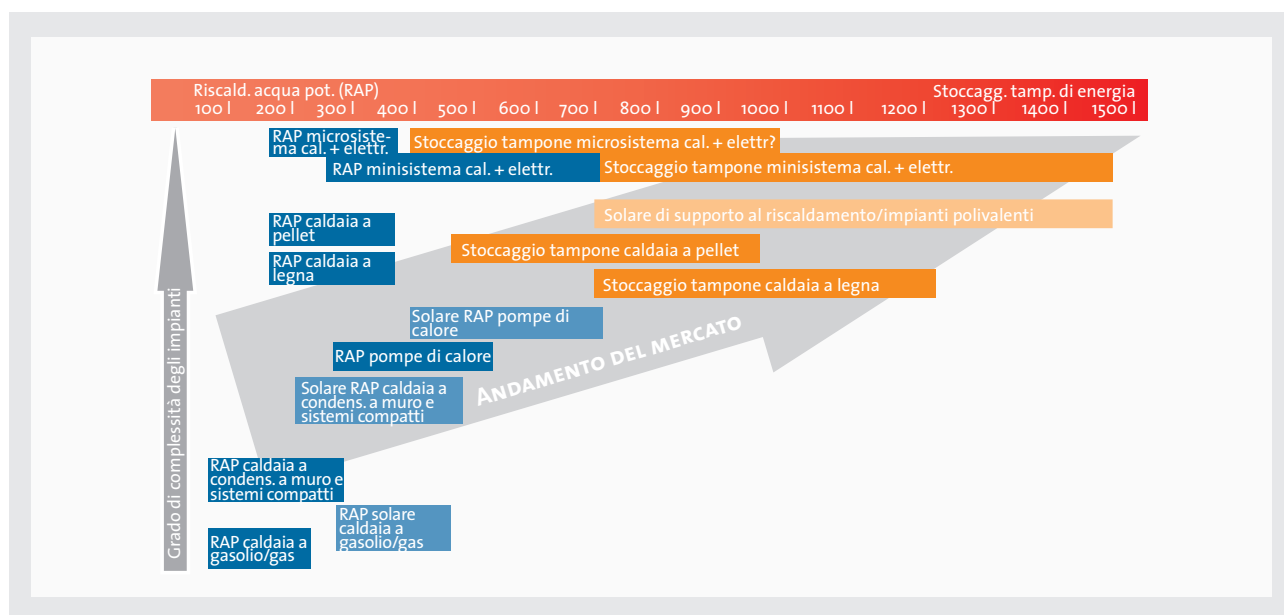 Riscald. acqua pot. (RAP)
Stoccagg. tamp. di energia
100 l 200 l 300 l 400 l 500 l 600 l 700 l 800 l 900 l 1000 l 1100 l 1200 l 1300 l 1400 l 1500 l
RAP microsiste-
ma cal. + elettr.
Stoccaggio tampone microsistema cal. + elettr?
RAP minisistema cal. + elettr.
Stoccaggio tampone minisistema cal. + elettr.
Solare di supporto al riscaldamento/impianti polivalenti
RAP caldaia a
pellet
Stoccaggio tampone caldaia a pellet
RAP caldaia a
legna
Stoccaggio tampone caldaia a legna
Solare RAP pompe di
calore
RAP pompe di calore
Solare RAP caldaia a
condens. a muro e
sistemi compatti
ANDAMENTO DEL MERCATO
RAP caldaia a
condens. a muro e
sistemi compatti
RAP solare
caldaia a
gasolio/gas
RAP caldaia a
gasolio/gas
Grado di complessità degli impianti